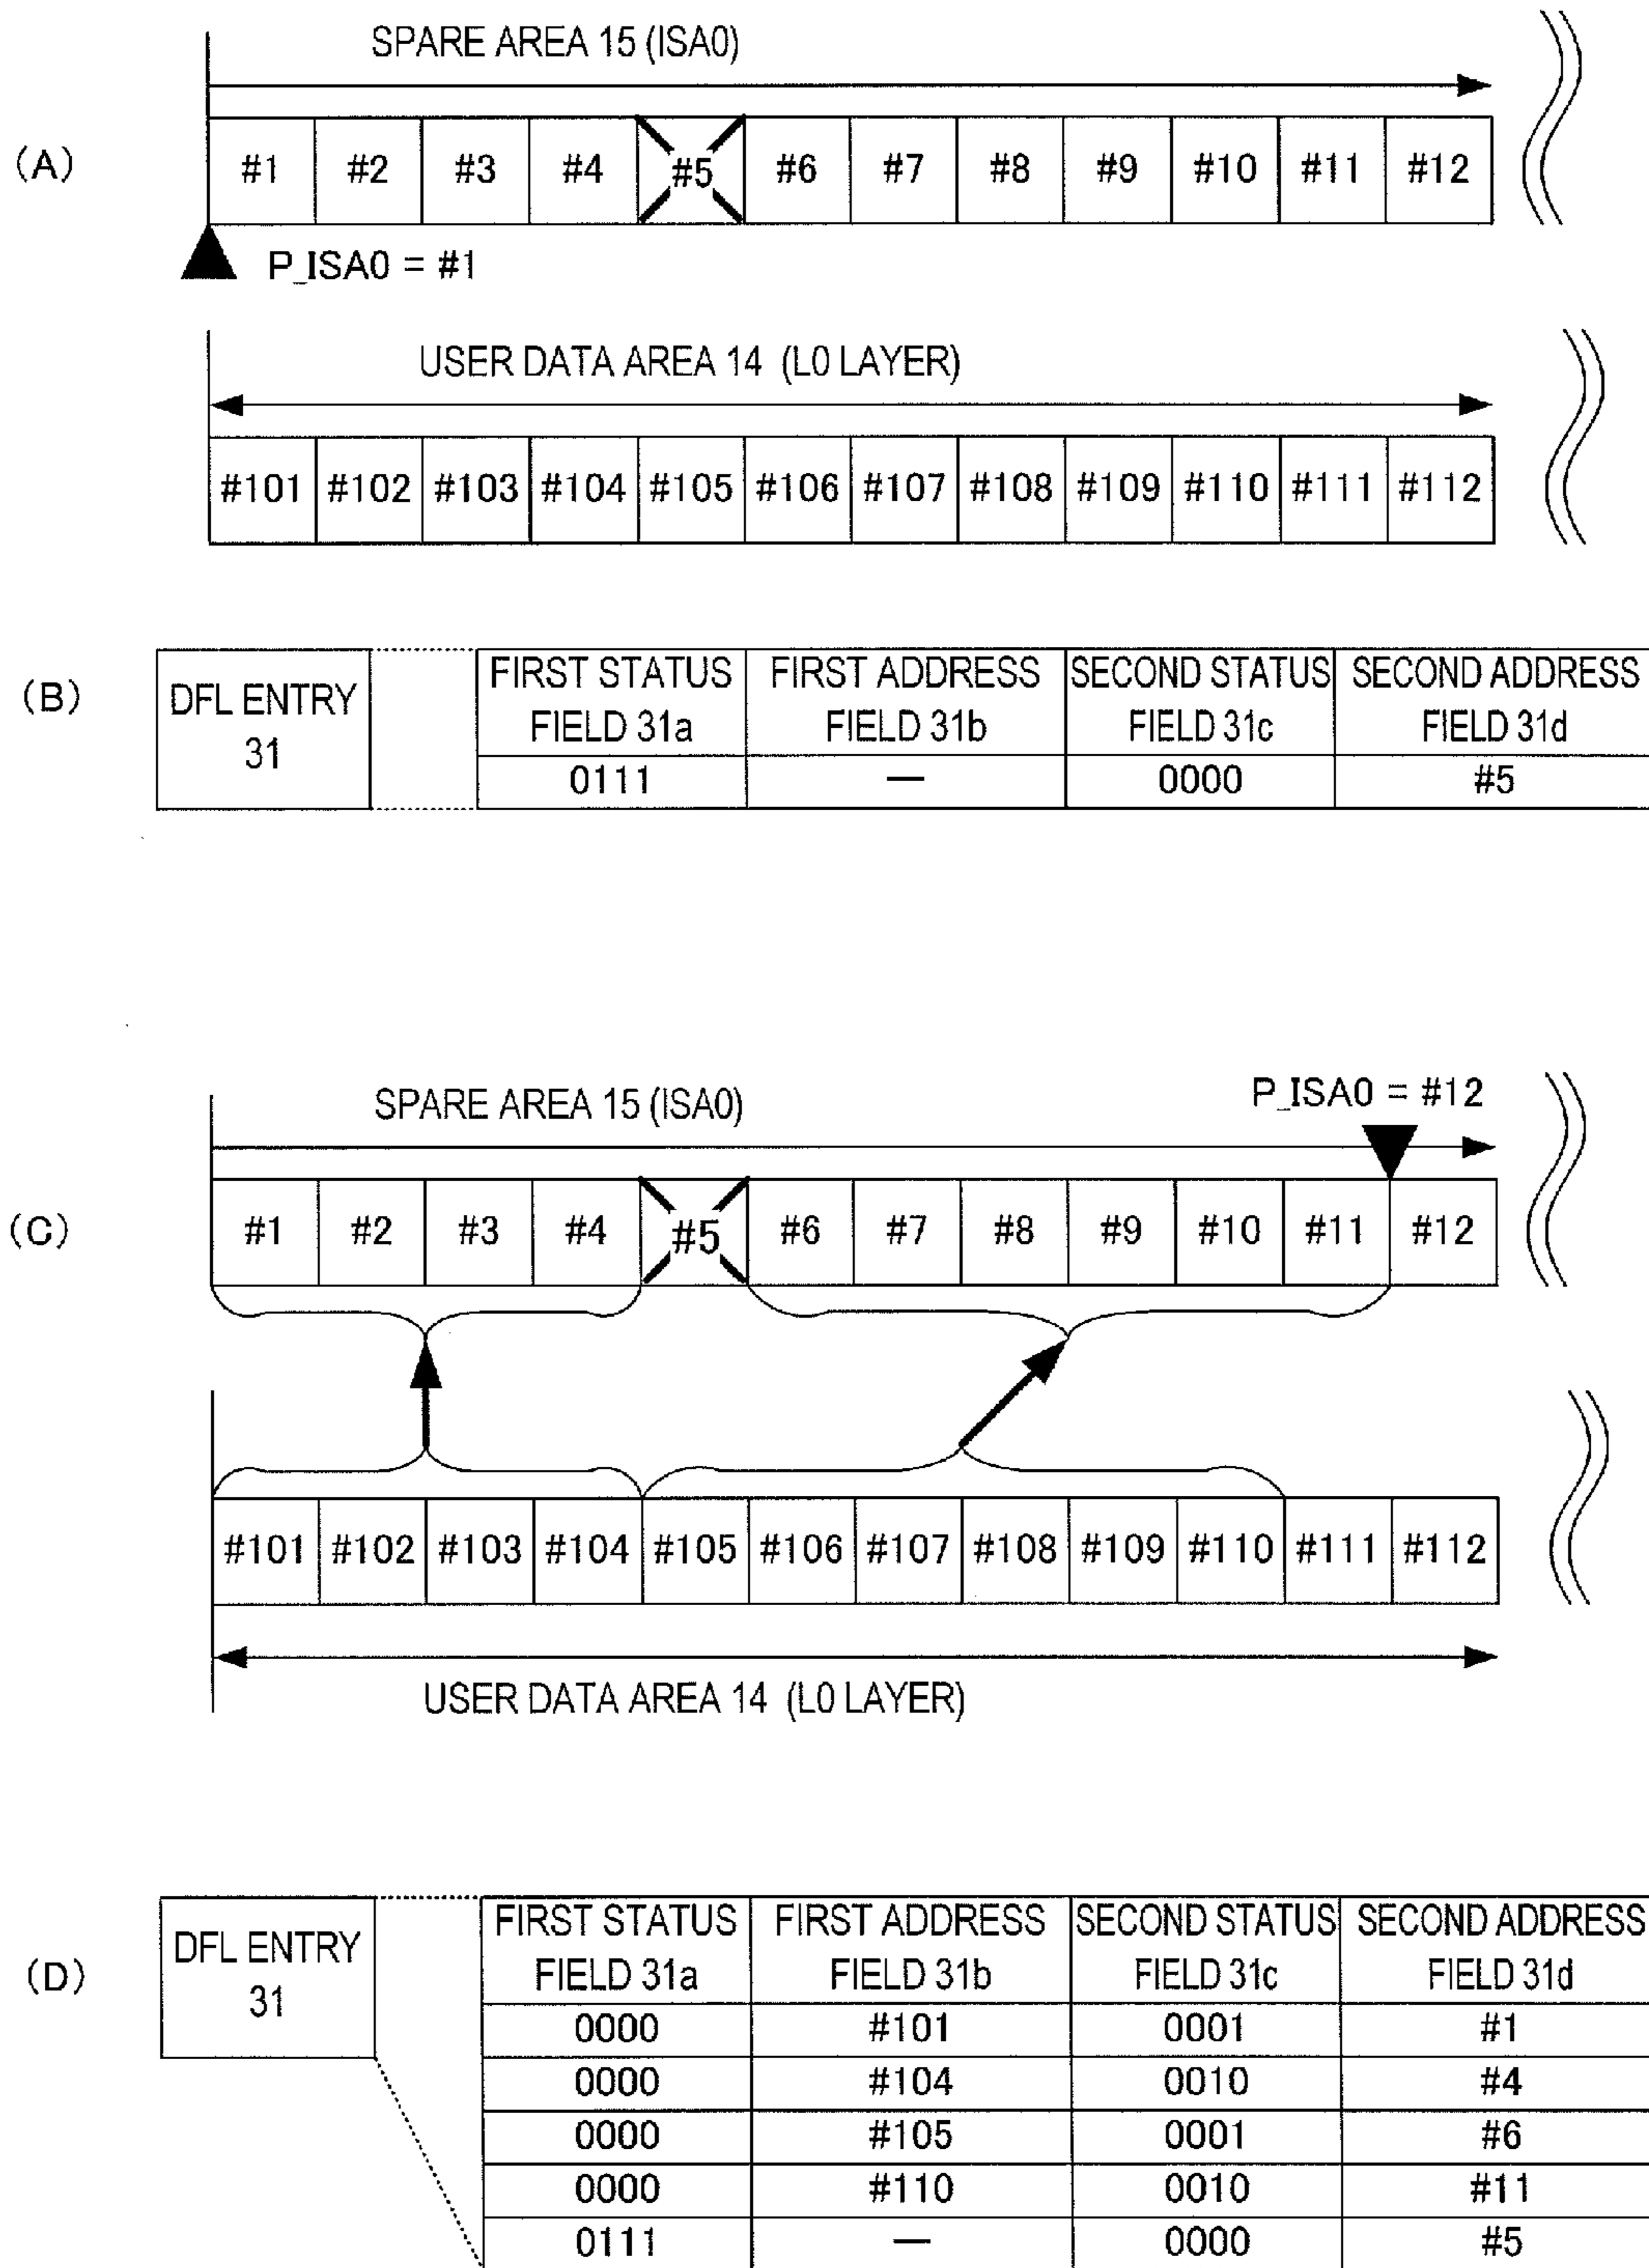 SPARE AREA 15 (ISA0)
(A)
#1 #2 #3 #4 #5 #6 #7 #8 #9 #10 #11 #12
P_ISA0 = #1
USER DATA AREA 14 (L0 LAYER)
#101 #102 #103 #104 #105 #106 #107 #108 #109 #110 #111 #112
(B)
DFL ENTRY
31
FIRST STATUS FIRST ADDRESS SECOND STATUS SECOND ADDRESS
FIELD 31a FIELD 31b FIELD 31c FIELD 31d
0111 — 0000 #5
SPARE AREA 15 (ISA0)
P_ISA0 = #12
(C)
#1 #2 #3 #4 #5 #6 #7 #8 #9 #10 #11 #12
#101 #102 #103 #104 #105 #106 #107 #108 #109 #110 #111 #112
USER DATA AREA 14 (L0 LAYER)
(D)
DFL ENTRY
31
FIRST STATUS FIRST ADDRESS SECOND STATUS SECOND ADDRESS
FIELD 31a FIELD 31b FIELD 31c FIELD 31d
0000 #101 0001 #1
0000 #104 0010 #4
0000 #105 0001 #6
0000 #110 0010 #11
0111 — 0000 #5